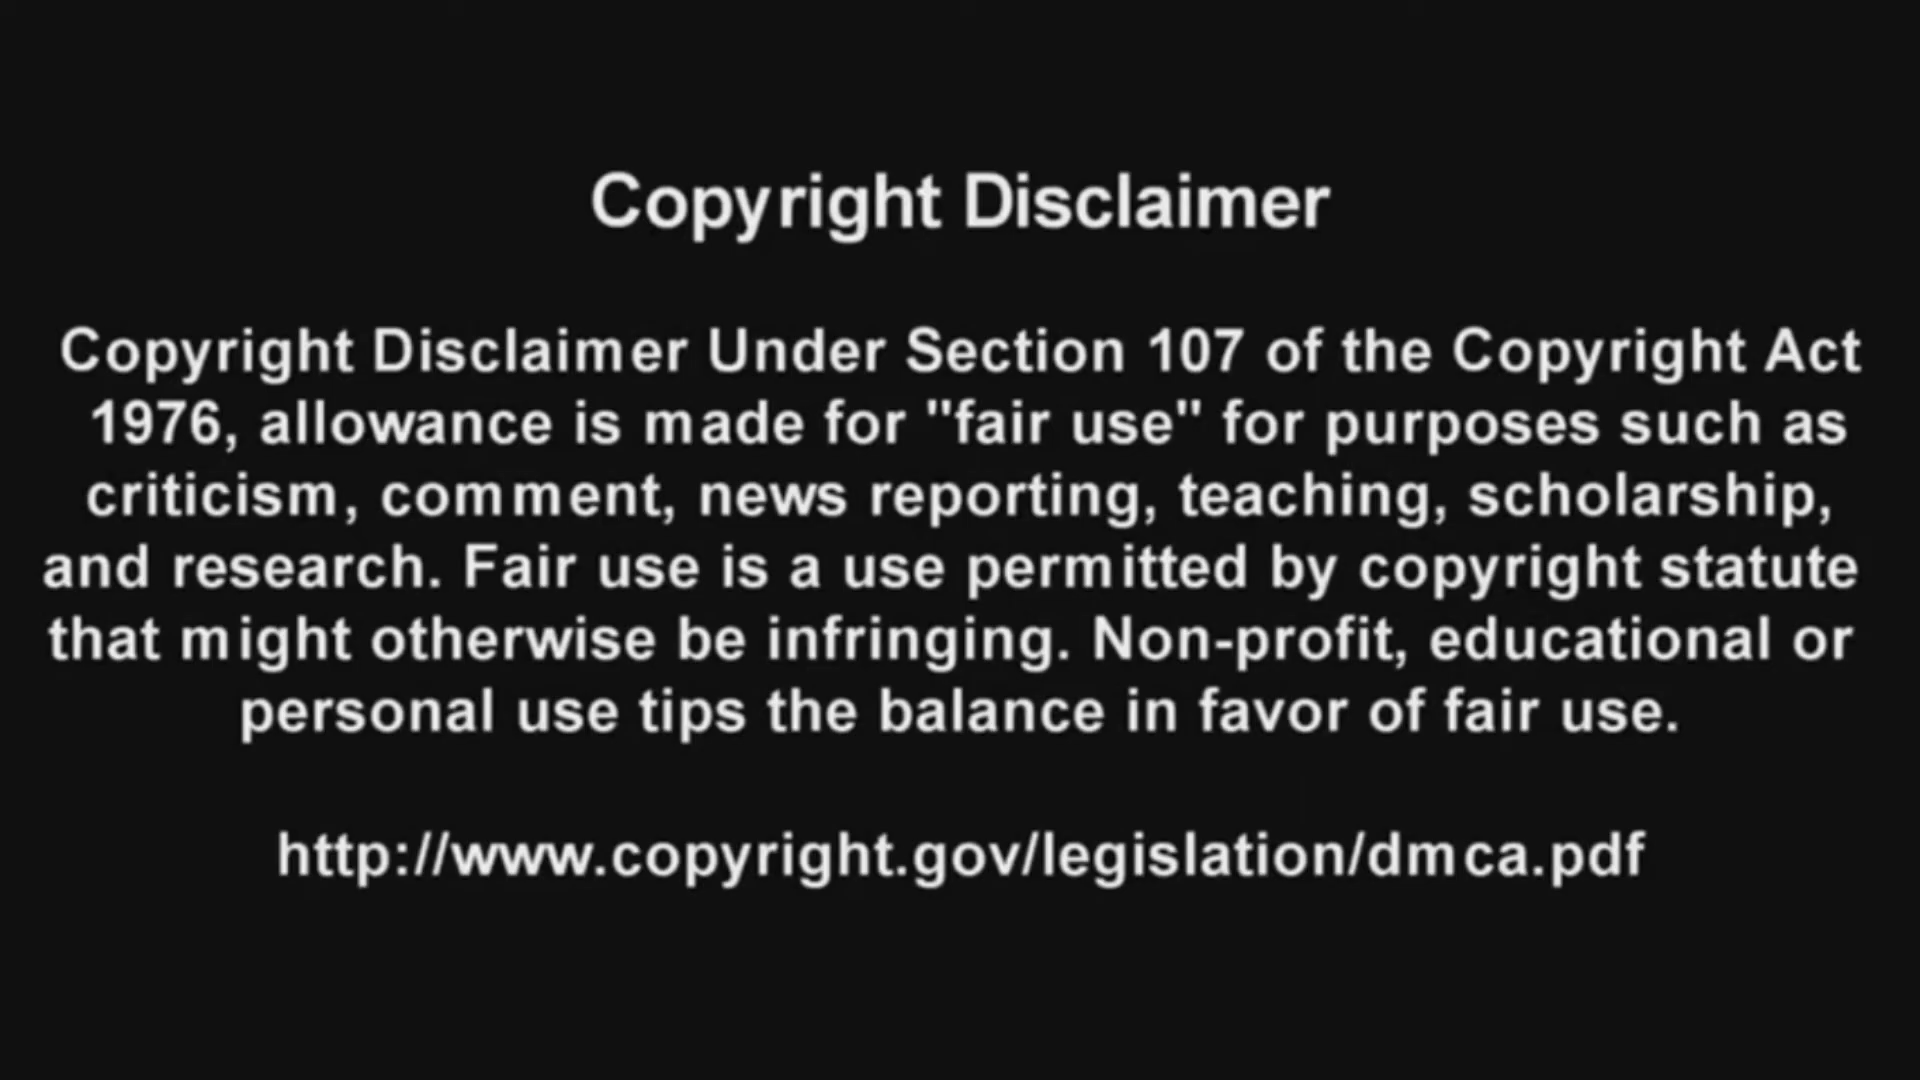 Copyright Disclaimer
Copyright Disclaimer Under Section 107 of the Copyright Act
1976, allowance is made for "fair use" for purposes such as
criticism, comment, news reporting, teaching, scholarship,
and research. Fair use is a use permitted by copyright statute
that might otherwise be infringing. Non-profit, educational or
personal use tips the balance in favor of fair use.
http://www.copyright.gov/legislation/dmca.pdf